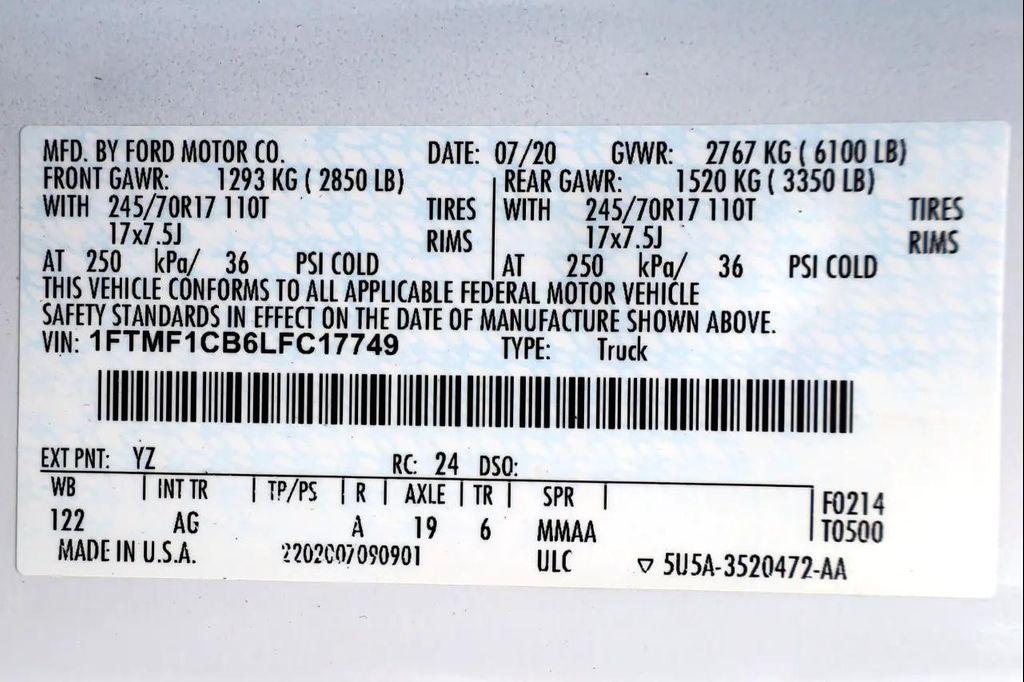 MFD. BY FORD MOTOR CO. DATE: 07/20 GVWR: 2767 KG ( 6100 LB)
FRONT GAWR: 1293 KG ( 2850 LB) REAR GAWR: 1520 KG ( 3350 LB)
WITH 245/70R17 110T TIRES WITH 245/70R17 110T TIRES
17x7.5J RIMS 17x7.5J RIMS
AT 250 kPa/ 36 PSI COLD AT 250 kPa/ 36 PSI COLD
THIS VEHICLE CONFORMS TO ALL APPLICABLE FEDERAL MOTOR VEHICLE
SAFETY STANDARDS IN EFFECT ON THE DATE OF MANUFACTURE SHOWN ABOVE.
VIN: 1FTMF1CB6LFC17749 TYPE: Truck
EXT PNT: YZ RC: 24 DSO:
WB | INT TR | TP/PS | R | AXLE | TR | SPR | F0214
122 AG A 19 6 MMAA T0500
MADE IN U.S.A. 2202007090901 ULC ▽ 5U5A-3520472-AA